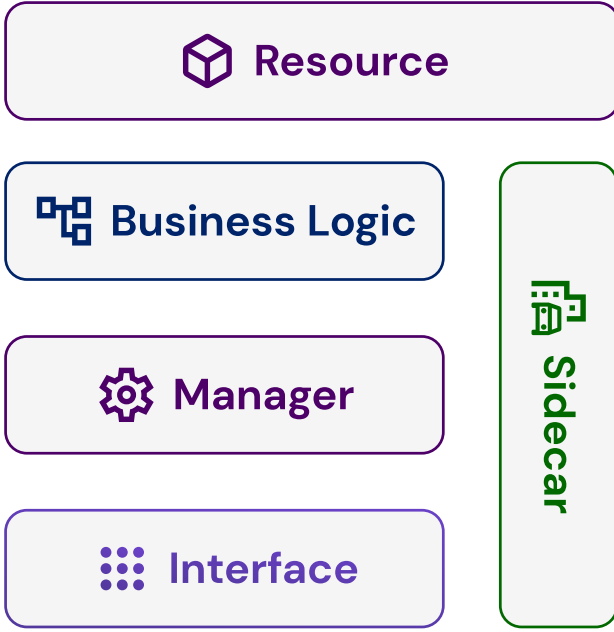 Resource
Business Logic
Manager
Interface
Sidecar